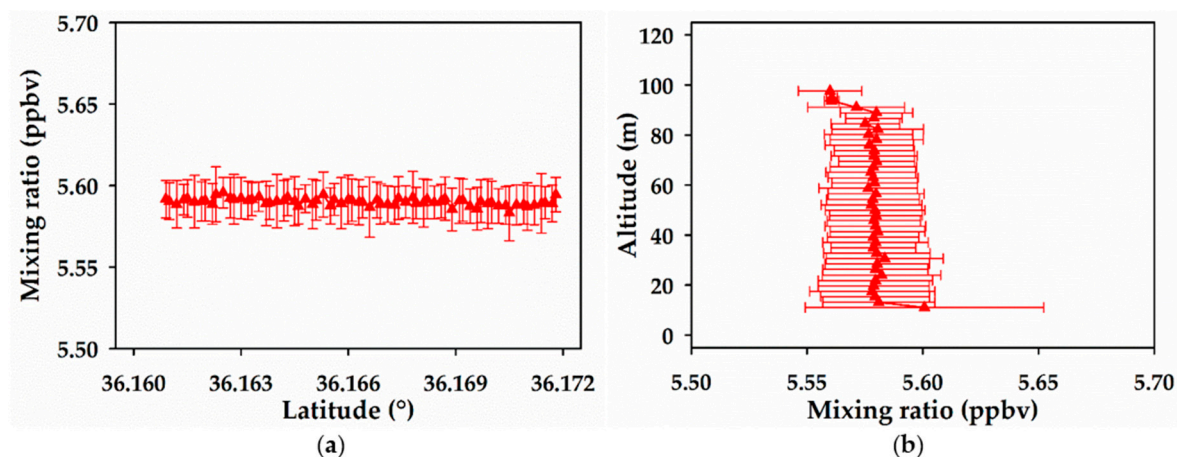 5.70
5.65
5.60
5.55
5.50
Mixing ratio (ppbv)
36.160 36.163 36.166 36.169 36.172
Latitude (°)
(a)
120
100
80
60
40
20
0
Altitude (m)
5.50 5.55 5.60 5.65 5.70
Mixing ratio (ppbv)
(b)